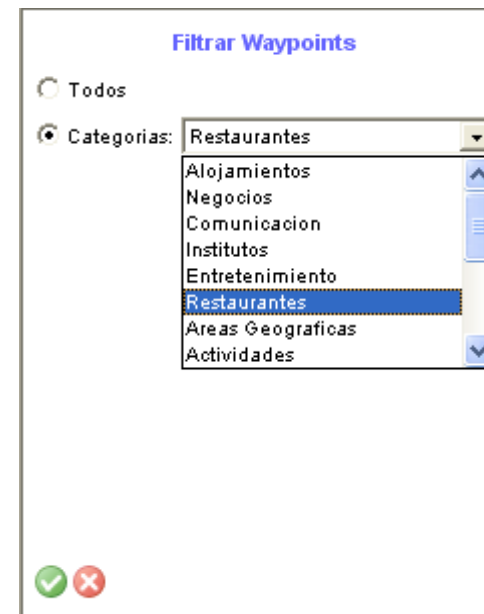 Filtrar Waypoints
Todos
Categorias: Restaurantes
Alojamientos
Negocios
Comunicacion
Institutos
Entretenimiento
Restaurantes
Areas Geograficas
Actividades